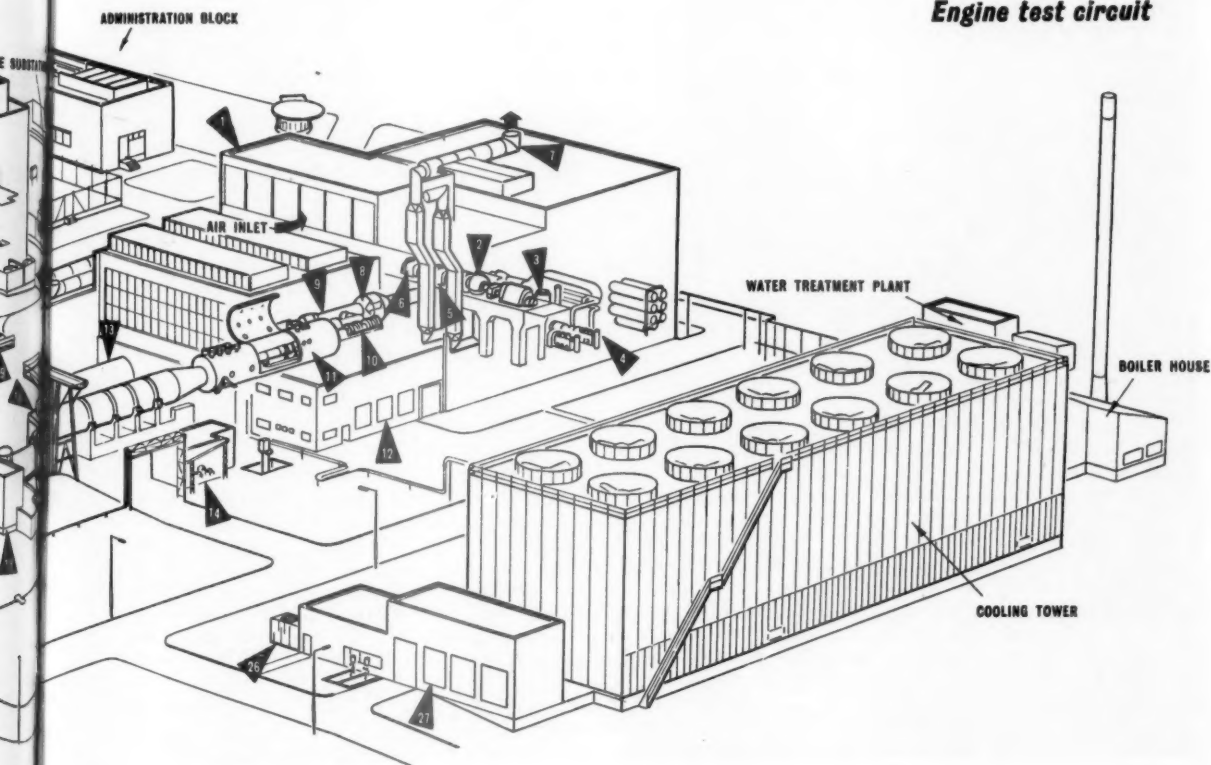 Engine test circuit
ADMINISTRATION BLOCK
E SUBSTATI
1
7
AIR INLET
2
3
8
9
6
5
WATER TREATMENT PLANT
13
10
4
BOILER HOUSE
11
12
14
COOLING TOWER
26
27